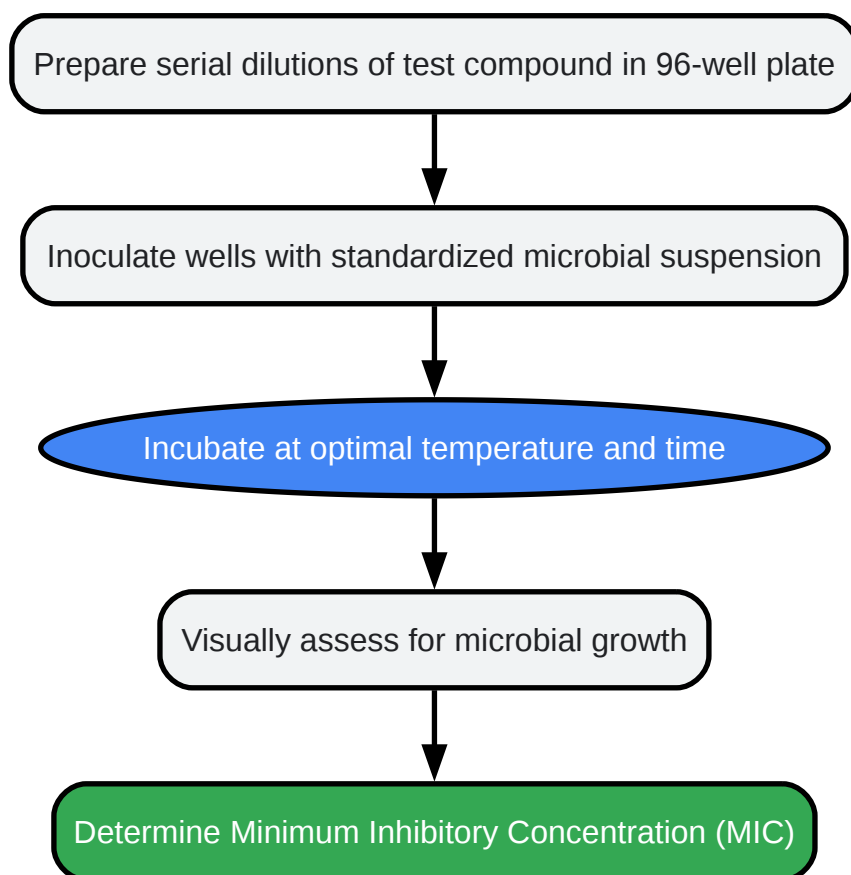 Prepare serial dilutions of test compound in 96-well plate
Inoculate wells with standardized microbial suspension
Incubate at optimal temperature and time
Visually assess for microbial growth
Determine Minimum Inhibitory Concentration (MIC)